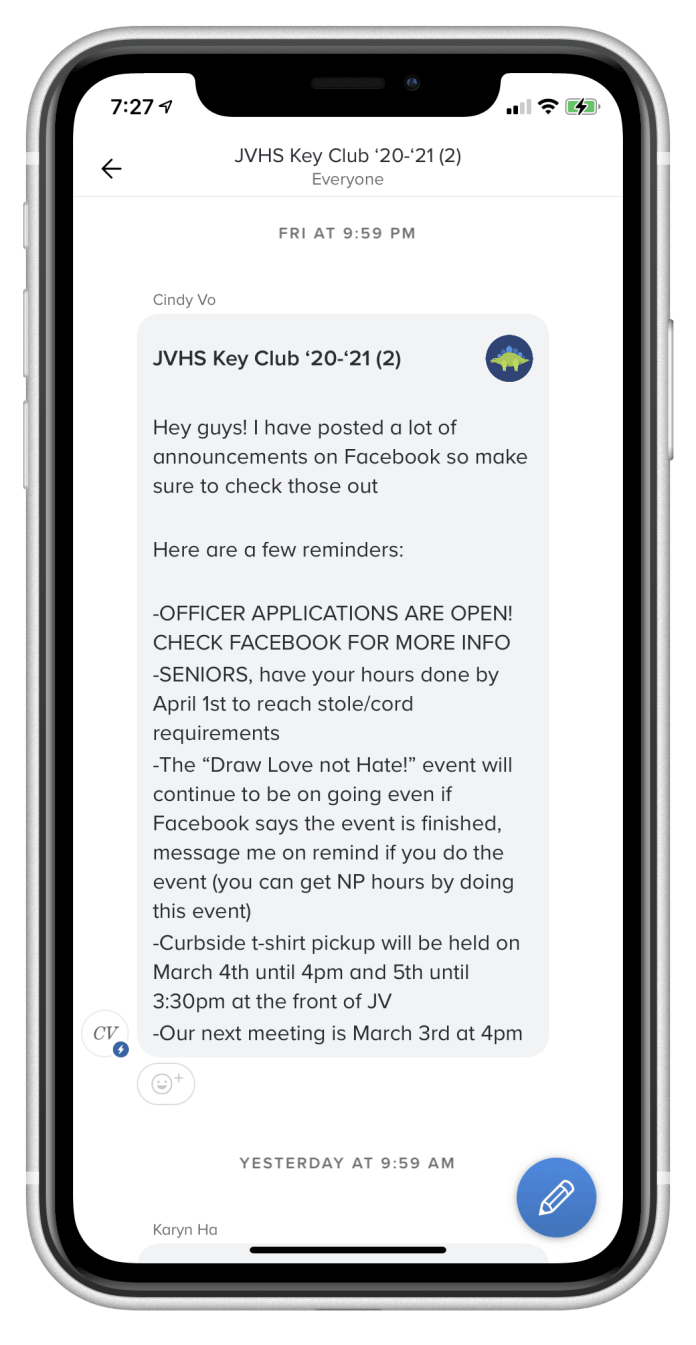 7:27
JVHS Key Club ‘20-‘21 (2)
Everyone
FRI AT 9:59 PM
Cindy Vo
JVHS Key Club ‘20-‘21 (2)
Hey guys! I have posted a lot of
announcements on Facebook so make
sure to check those out
Here are a few reminders:
-OFFICER APPLICATIONS ARE OPEN!
CHECK FACEBOOK FOR MORE INFO
-SENIORS, have your hours done by
April 1st to reach stole/cord
requirements
-The “Draw Love not Hate!” event will
continue to be on going even if
Facebook says the event is finished,
message me on remind if you do the
event (you can get NP hours by doing
this event)
-Curbside t-shirt pickup will be held on
March 4th until 4pm and 5th until
3:30pm at the front of JV
-Our next meeting is March 3rd at 4pm
CV
YESTERDAY AT 9:59 AM
Karyn Ha